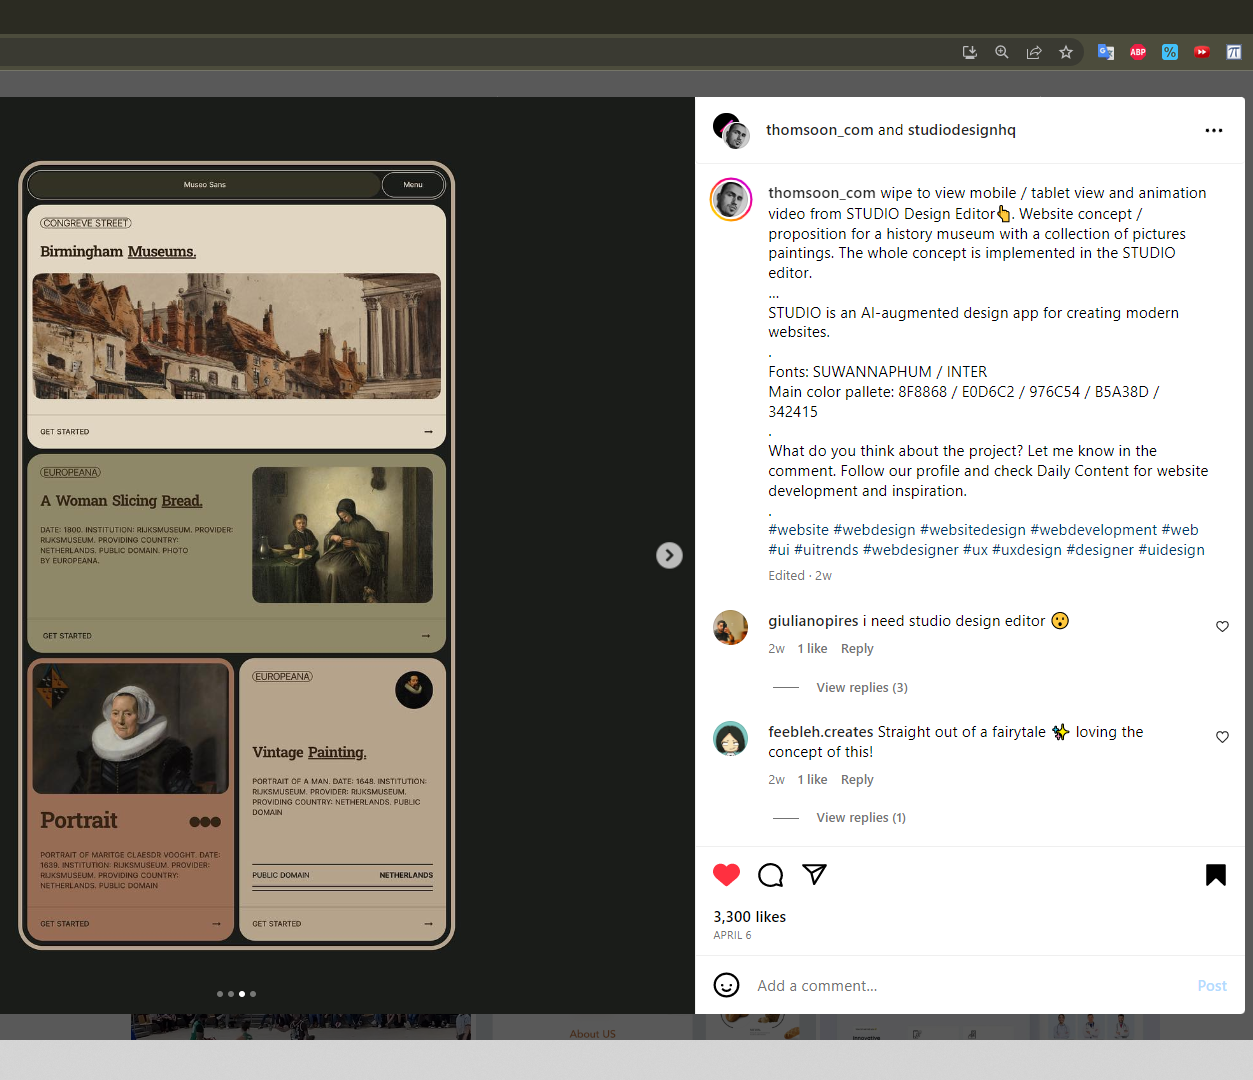 ABP
%
Museo Sans
Menu
CONGREVE STREET
Birmingham Museums.
GET STARTED →
EUROPEANA
A Woman Slicing Bread.
DATE: 1800. INSTITUTION: RIJKSMUSEUM. PROVIDER:
RIJKSMUSEUM. PROVIDING COUNTRY:
NETHERLANDS. PUBLIC DOMAIN. PHOTO
BY EUROPEANA.
GET STARTED →
Portrait
PORTRAIT OF MARITGE CLAESDR VOOGHT. DATE:
1639. INSTITUTION: RIJKSMUSEUM. PROVIDER:
RIJKSMUSEUM. PROVIDING COUNTRY:
NETHERLANDS. PUBLIC DOMAIN
GET STARTED →
EUROPEANA
Vintage Painting.
PORTRAIT OF A MAN. DATE: 1648. INSTITUTION:
RIJKSMUSEUM. PROVIDER: RIJKSMUSEUM.
PROVIDING COUNTRY: NETHERLANDS. PUBLIC
DOMAIN
PUBLIC DOMAIN NETHERLANDS
GET STARTED →
thomsoon_com and studiodesignhq
thomsoon_com wipe to view mobile / tablet view and animation
video from STUDIO Design Editor👆. Website concept /
proposition for a history museum with a collection of pictures
paintings. The whole concept is implemented in the STUDIO
editor.
...
STUDIO is an AI-augmented design app for creating modern
websites.
.
Fonts: SUWANNAPHUM / INTER
Main color pallete: 8F8868 / E0D6C2 / 976C54 / B5A38D /
342415
.
What do you think about the project? Let me know in the
comment. Follow our profile and check Daily Content for website
development and inspiration.
.
#website #webdesign #websitedesign #webdevelopment #web
#ui #uitrends #webdesigner #ux #uxdesign #designer #uidesign
Edited · 2w
giulianopires i need studio design editor 😮
2w 1 like Reply
View replies (3)
feebleh.creates Straight out of a fairytale ✨ loving the
concept of this!
2w 1 like Reply
View replies (1)
3,300 likes
APRIL 6
Add a comment...
Post
About US